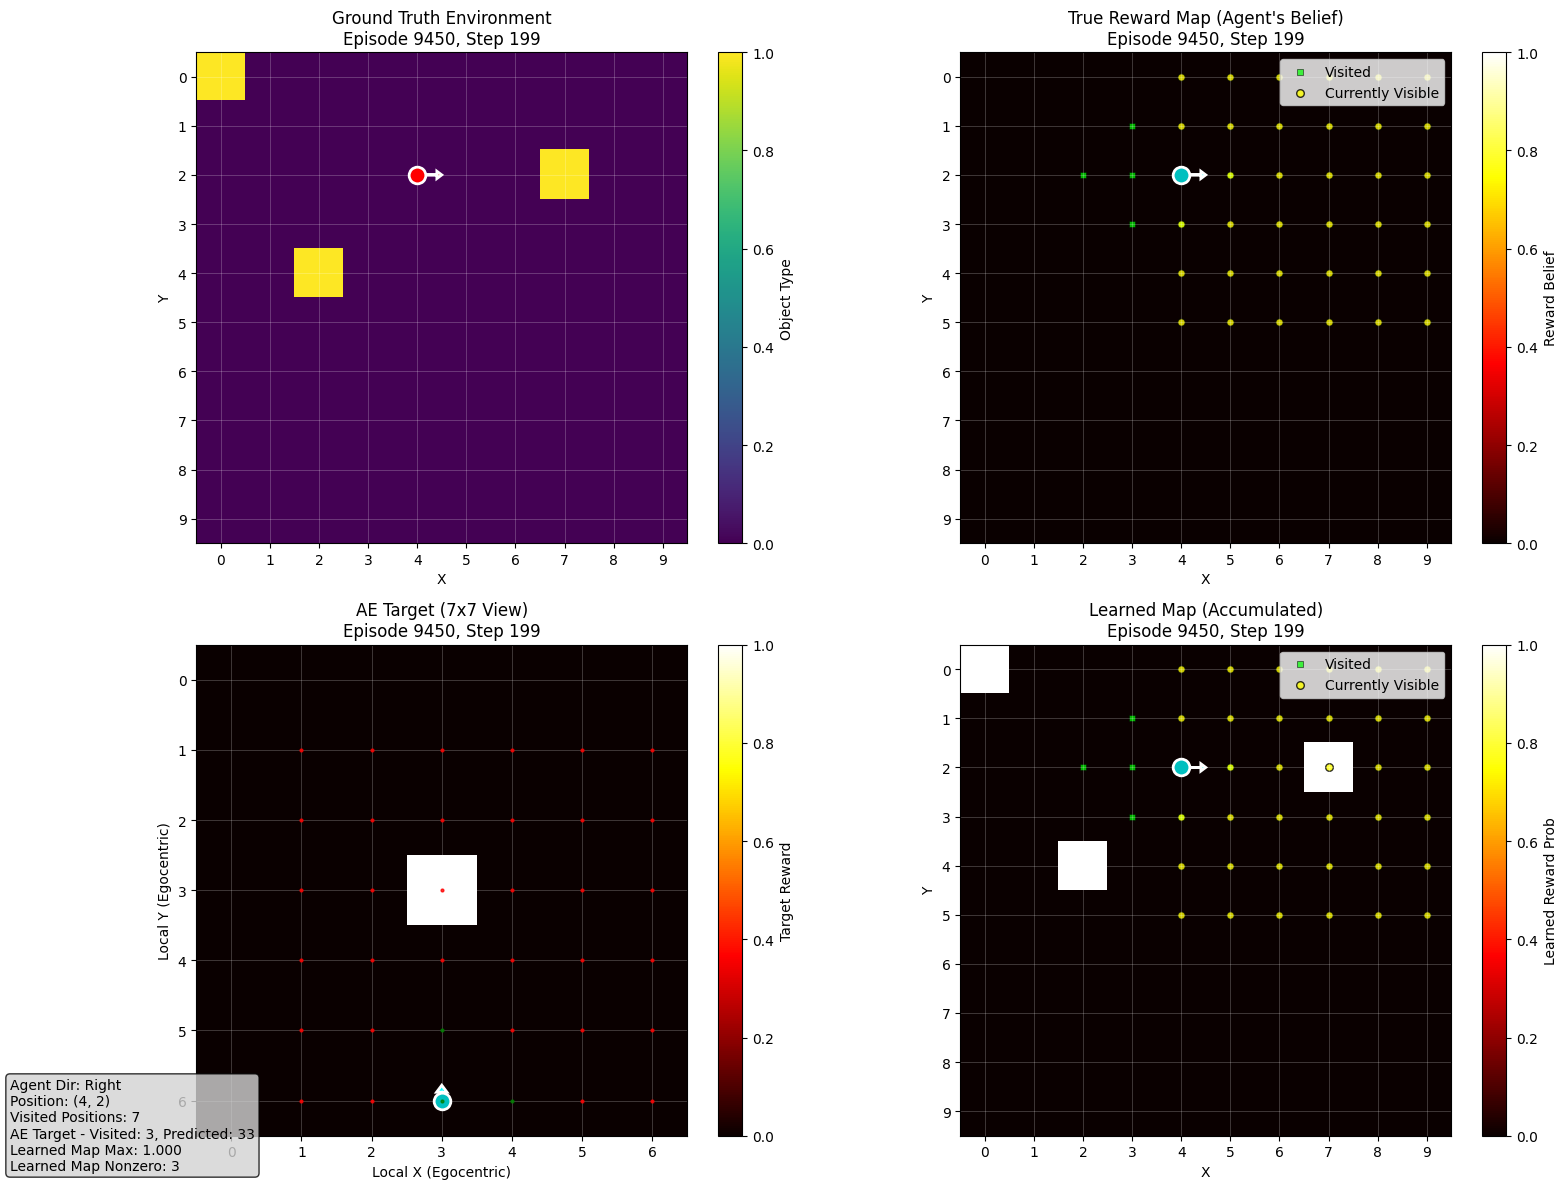 Ground Truth Environment
Episode 9450, Step 199
0
1
2
3
4
5
6
7
8
9
Y
0 1 2 3 4 5 6 7 8 9
X
1.0
0.8
0.6
0.4
0.2
0.0
Object Type
True Reward Map (Agent's Belief)
Episode 9450, Step 199
Visited
Currently Visible
0
1
2
3
4
5
6
7
8
9
Y
0 1 2 3 4 5 6 7 8 9
X
1.0
0.8
0.6
0.4
0.2
0.0
Reward Belief
AE Target (7x7 View)
Episode 9450, Step 199
0
1
2
3
4
5
6
Local Y (Egocentric)
0 1 2 3 4 5 6
Local X (Egocentric)
1.0
0.8
0.6
0.4
0.2
0.0
Target Reward
Agent Dir: Right
Position: (4, 2)
Visited Positions: 7
AE Target - Visited: 3, Predicted: 33
Learned Map Max: 1.000
Learned Map Nonzero: 3
Learned Map (Accumulated)
Episode 9450, Step 199
Visited
Currently Visible
0
1
2
3
4
5
6
7
8
9
Y
0 1 2 3 4 5 6 7 8 9
X
1.0
0.8
0.6
0.4
0.2
0.0
Learned Reward Prob